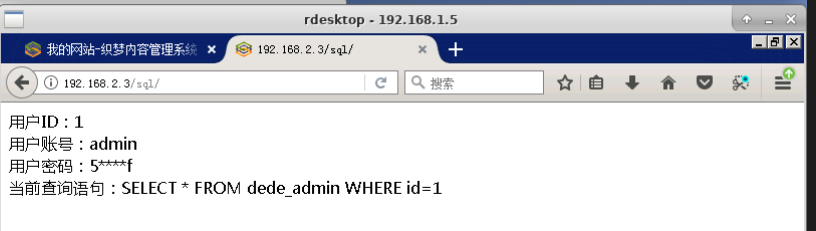 rdesktop - 192.168.1.5
我的网站-织梦内容管理系统
192.168.2.3/sql/
192.168.2.3/sql/
搜索
用户ID：1
用户账号：admin
用户密码：5****f
当前查询语句：SELECT * FROM dede_admin WHERE id=1